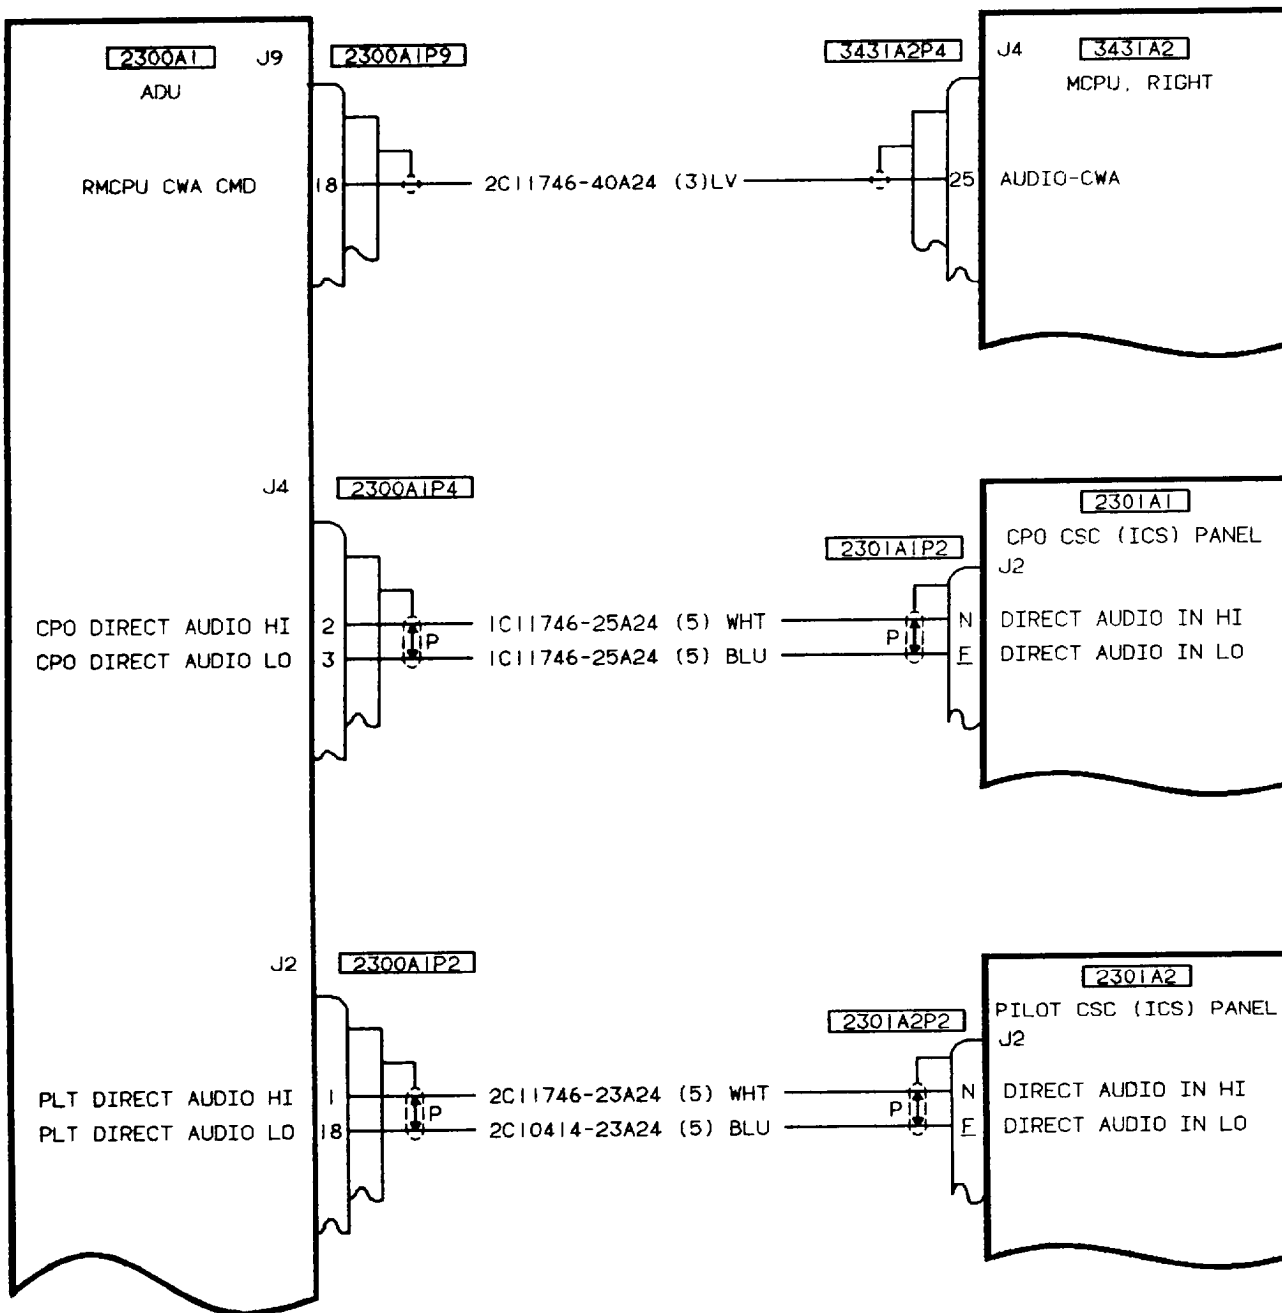 2300A1 J9 2300A1P9 3431A2P4 J4 3431A2
ADU MCPU, RIGHT
RMCPU CWA CMD 18 2C11746-40A24 (3)LV 25 AUDIO-CWA
J4 2300A1P4 2301A1
2301A1P2 CPO CSC (ICS) PANEL
J2
CPO DIRECT AUDIO HI 2 1C11746-25A24 (5) WHT N DIRECT AUDIO IN HI
P P
CPO DIRECT AUDIO LO 3 1C11746-25A24 (5) BLU F DIRECT AUDIO IN LO
J2 2300A1P2 2301A2
2301A2P2 PILOT CSC (ICS) PANEL
J2
PLT DIRECT AUDIO HI 1 2C11746-23A24 (5) WHT N DIRECT AUDIO IN HI
P P
PLT DIRECT AUDIO LO 18 2C10414-23A24 (5) BLU F DIRECT AUDIO IN LO